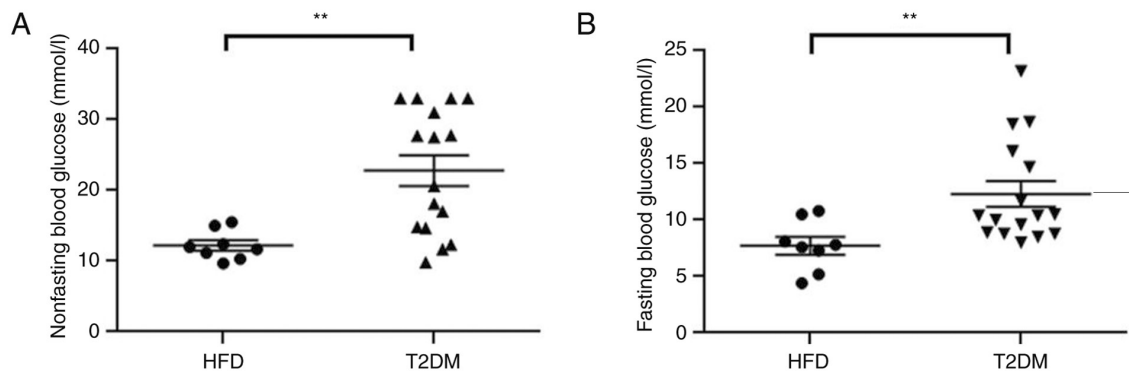 A
**
Nonfasting blood glucose (mmol/l)
40
30
20
10
0
HFD
T2DM
B
**
Fasting blood glucose (mmol/l)
25
20
15
10
5
0
HFD
T2DM